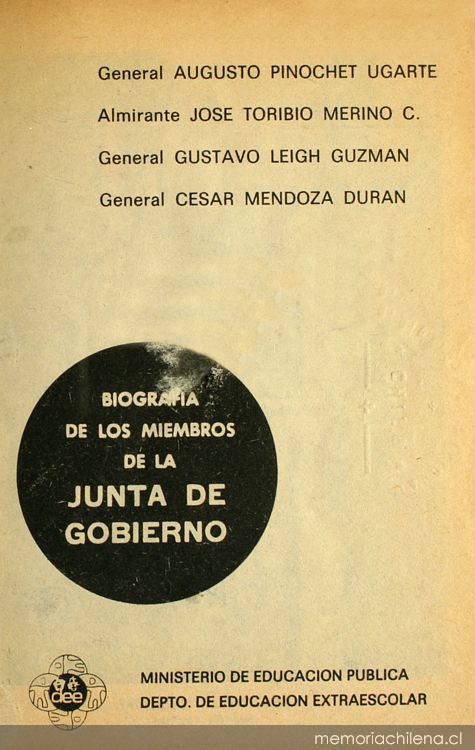 General AUGUSTO PINOCHET UGARTE
Almirante JOSE TORIBIO MERINO C.
General GUSTAVO LEIGH GUZMAN
General CESAR MENDOZA DURAN
BIOGRAFIA
DE LOS MIEMBROS
DE LA
JUNTA DE
GOBIERNO
dee
MINISTERIO DE EDUCACION PUBLICA
DEPTO. DE EDUCACION EXTRAESCOLAR
memoriachilena.cl